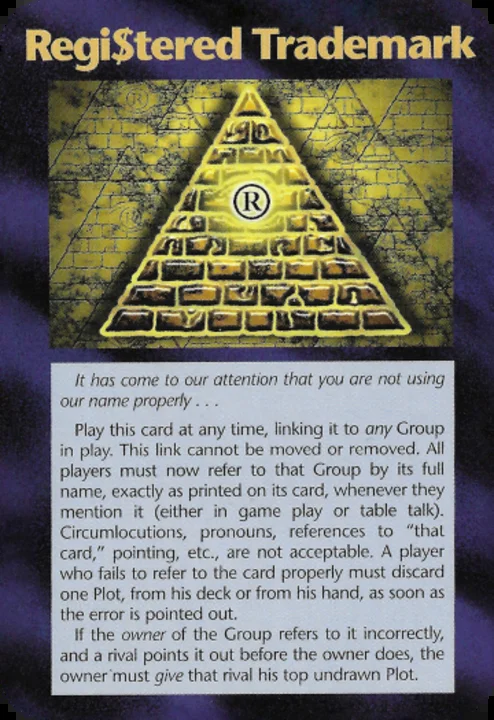 Regi$tered Trademark
®
®
®
®
It has come to our attention that you are not using
our name properly . . .
Play this card at any time, linking it to any Group
in play. This link cannot be moved or removed. All
players must now refer to that Group by its full
name, exactly as printed on its card, whenever they
mention it (either in game play or table talk).
Circumlocutions, pronouns, references to “that
card,” pointing, etc., are not acceptable. A player
who fails to refer to the card properly must discard
one Plot, from his deck or from his hand, as soon as
the error is pointed out.
If the owner of the Group refers to it incorrectly,
and a rival points it out before the owner does, the
owner must give that rival his top undrawn Plot.